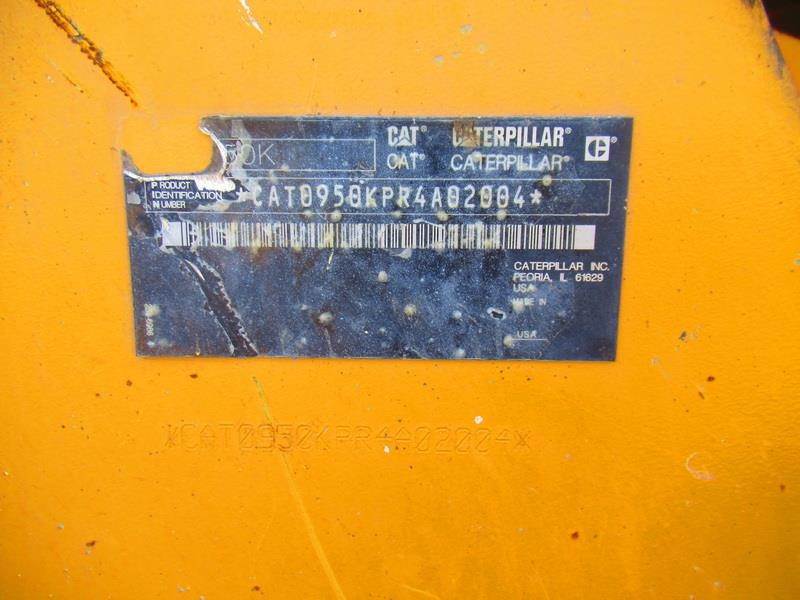 50K
CAT® CATERPILLAR®
CAT® CATERPILLAR®
PRODUCT
IDENTIFICATION
NUMBER
*CAT0950KPR4A02004*
CATERPILLAR INC.
PEORIA, IL 61629
USA
MADE IN
USA
*CAT0950KPR4A02004*